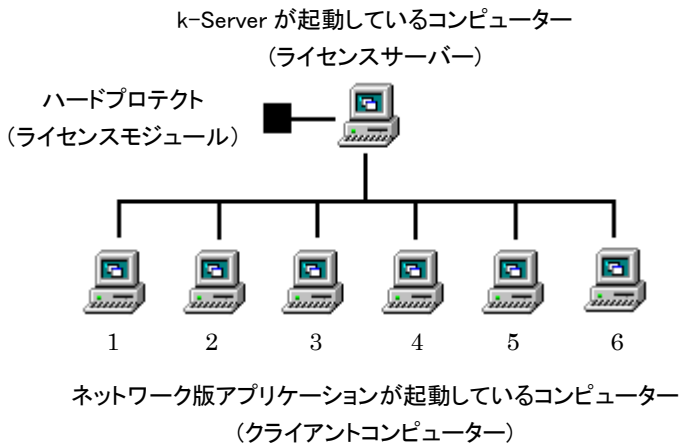 k-Server が起動しているコンピューター
(ライセンスサーバー)
ハードプロテクト
(ライセンスモジュール)
1 2 3 4 5 6
ネットワーク版アプリケーションが起動しているコンピューター
(クライアントコンピューター)